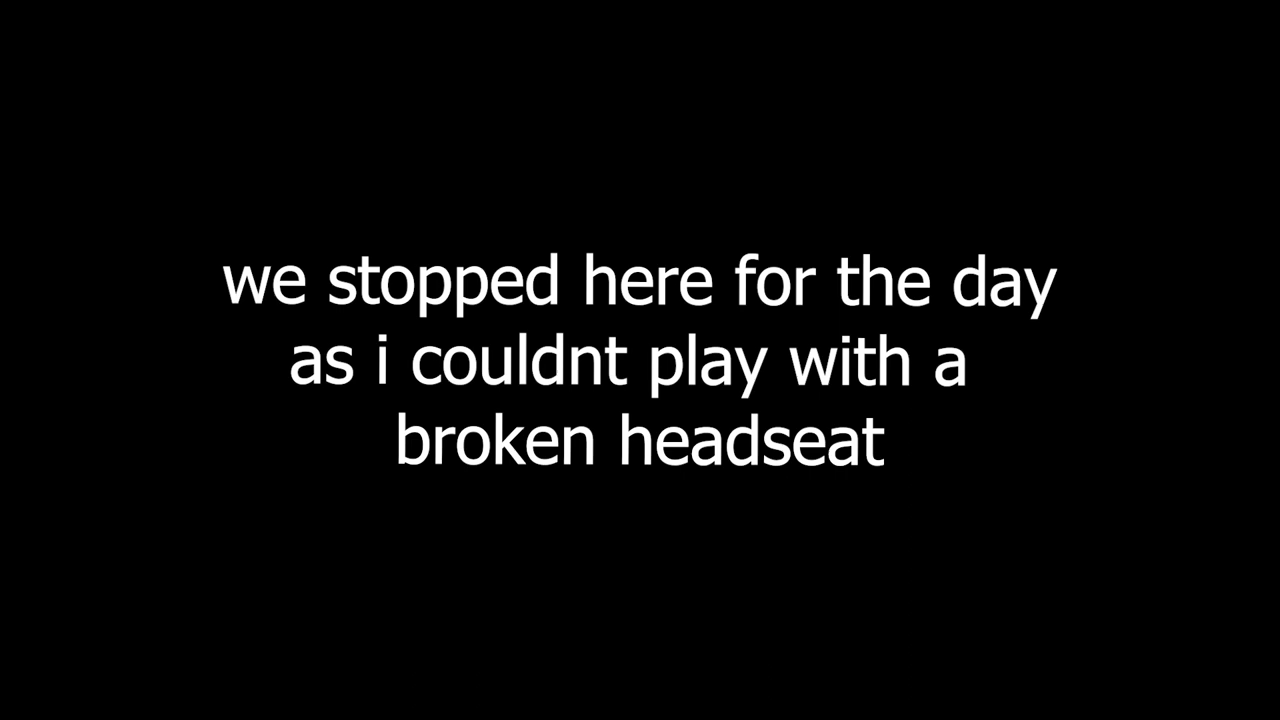 we stopped here for the day
as i couldnt play with a
broken headseat